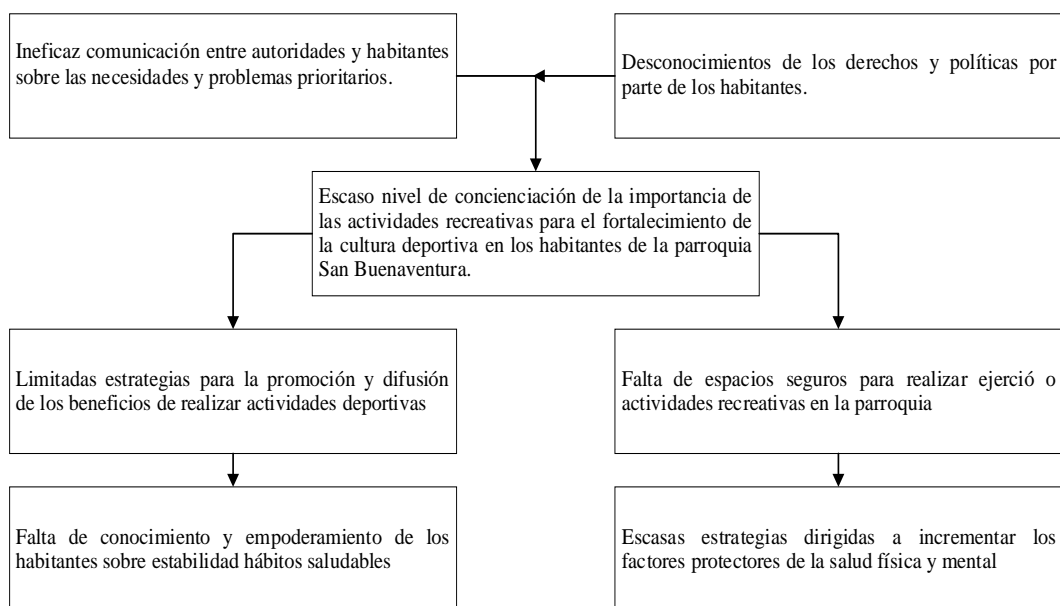 Ineficaz comunicación entre autoridades y habitantes
sobre las necesidades y problemas prioritarios.
Desconocimientos de los derechos y políticas por
parte de los habitantes.
Escaso nivel de concienciación de la importancia de
las actividades recreativas para el fortalecimiento de
la cultura deportiva en los habitantes de la parroquia
San Buenaventura.
Limitadas estrategias para la promoción y difusión
de los beneficios de realizar actividades deportivas
Falta de espacios seguros para realizar ejerció o
actividades recreativas en la parroquia
Falta de conocimiento y empoderamiento de los
habitantes sobre estabilidad hábitos saludables
Escasas estrategias dirigidas a incrementar los
factores protectores de la salud física y mental